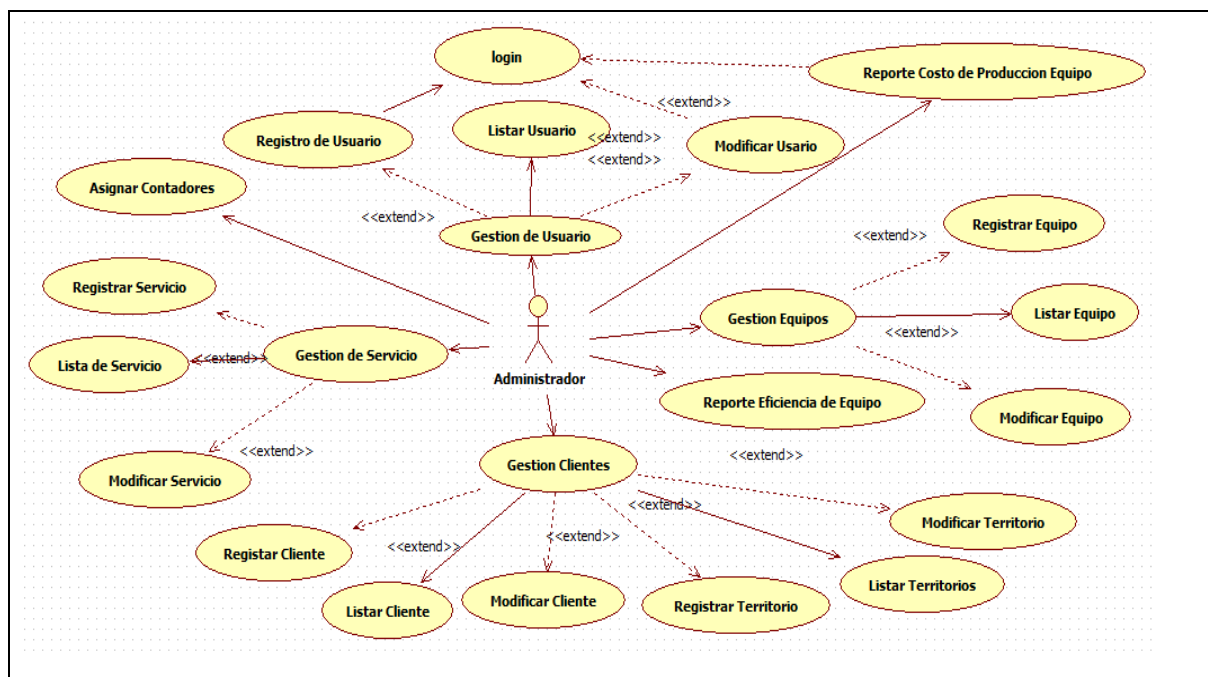 login
Reporte Costo de Produccion Equipo
<<extend>>
Registro de Usuario
Listar Usuario
<<extend>>
Modificar Usario
<<extend>>
Asignar Contadores
<<extend>>
Gestion de Usuario
Registrar Equipo
<<extend>>
Registrar Servicio
Gestion Equipos
Listar Equipo
<<extend>>
Gestion de Servicio
Lista de Servicio
<<extend>>
Administrador
Reporte Eficiencia de Equipo
Modificar Equipo
<<extend>>
Gestion Clientes
<<extend>>
Modificar Servicio
<<extend>>
Modificar Territorio
Registar Cliente
<<extend>>
<<extend>>
Listar Territorios
Listar Cliente
Modificar Cliente
Registrar Territorio